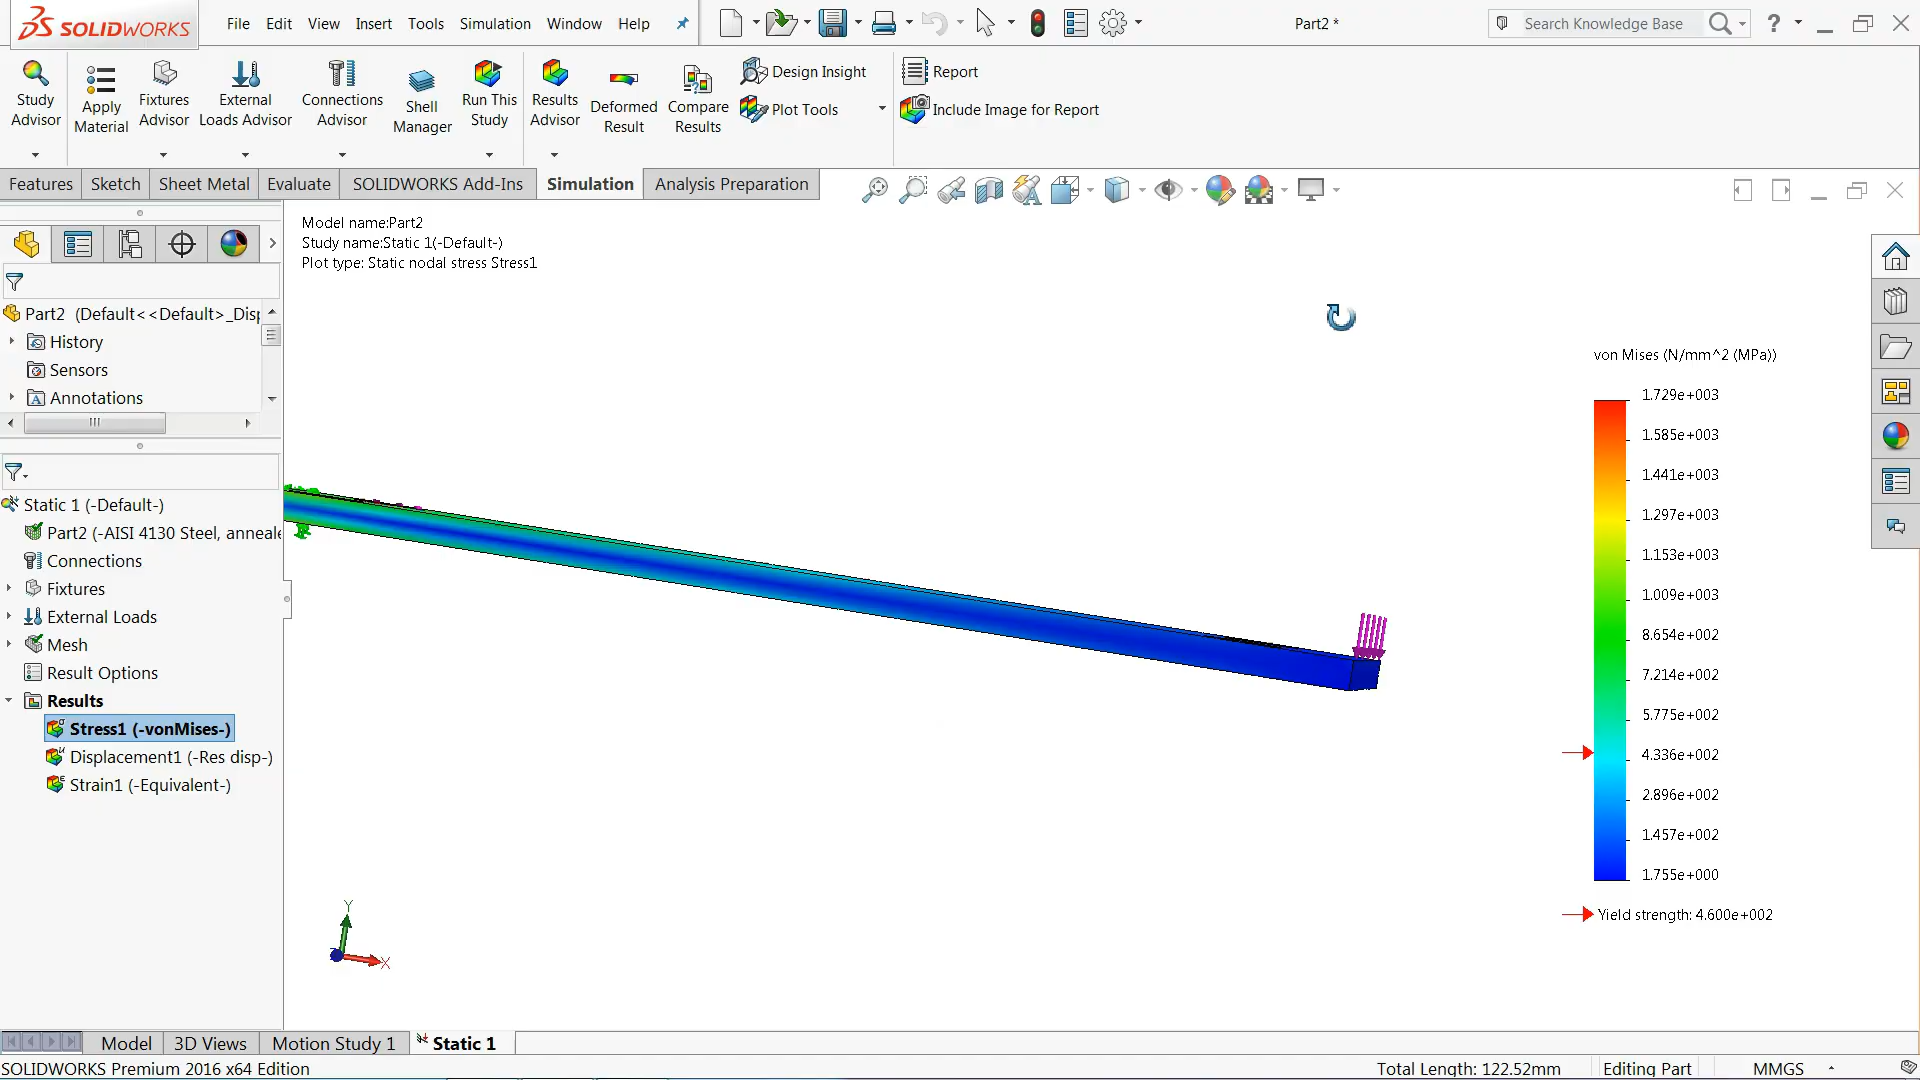 SOLIDWORKS
File Edit View Insert Tools Simulation Window Help
Part2 *
Search Knowledge Base
?
Study Advisor
Apply Material
Fixtures Advisor
External Loads Advisor
Connections Advisor
Shell Manager
Run This Study
Results Advisor
Deformed Result
Compare Results
Design Insight
Plot Tools
Report
Include Image for Report
Features Sketch Sheet Metal Evaluate SOLIDWORKS Add-Ins Simulation Analysis Preparation
Model name:Part2
Study name:Static 1(-Default-)
Plot type: Static nodal stress Stress1
Part2 (Default<<Default>_Disp
History
Sensors
Annotations
Static 1 (-Default-)
Part2 (-AISI 4130 Steel, anneale
Connections
Fixtures
External Loads
Mesh
Result Options
Results
Stress1 (-vonMises-)
Displacement1 (-Res disp-)
Strain1 (-Equivalent-)
von Mises (N/mm^2 (MPa))
1.729e+003
1.585e+003
1.441e+003
1.297e+003
1.153e+003
1.009e+003
8.654e+002
7.214e+002
5.775e+002
4.336e+002
2.896e+002
1.457e+002
1.755e+000
Yield strength: 4.600e+002
Y
Z
X
Model 3D Views Motion Study 1 Static 1
SOLIDWORKS Premium 2016 x64 Edition
Total Length: 122.52mm Editing Part MMGS